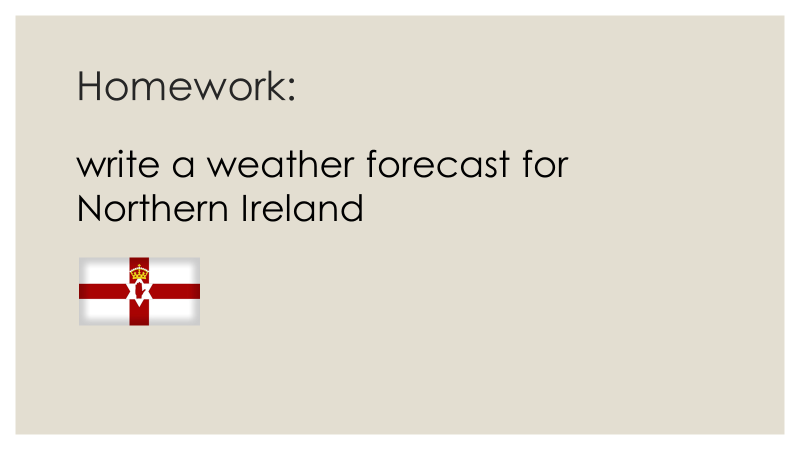 Homework:
write a weather forecast for
Northern Ireland